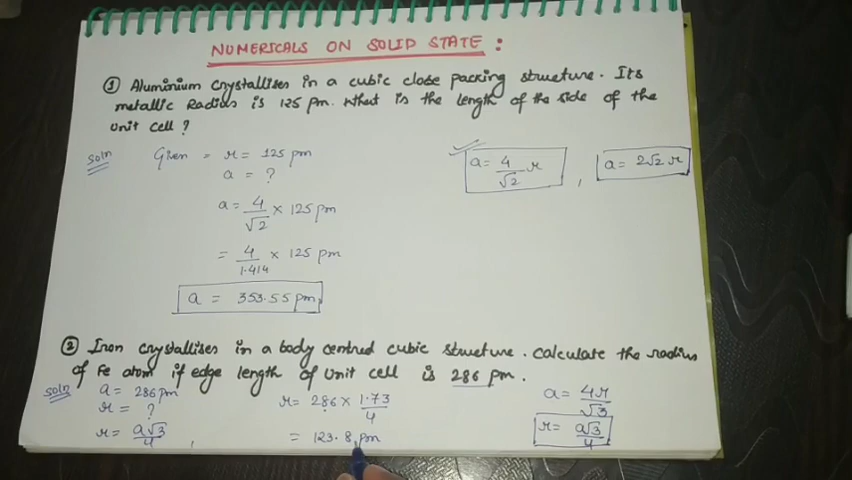 NUMERICALS ON SOLID STATE :
① Aluminium crystallises in a cubic close packing structure. Its
metallic Radius is 125 pm. What is the length of the side of the
unit cell ?
Soln Given = r = 125 pm
a = ?
a = 4/√2 r , a = 2√2 r
a = 4/√2 × 125 pm
= 4/1.414 × 125 pm
a = 353.55 pm
② Iron crystallises in a body centred cubic structure. Calculate the radius
of Fe atom if edge length of unit cell is 286 pm.
Soln a = 286 pm
r = ?
r = a√3/4 ,
r = 286 × 1.73/4
= 123.8 pm
a = 4r/√3
r = a√3/4